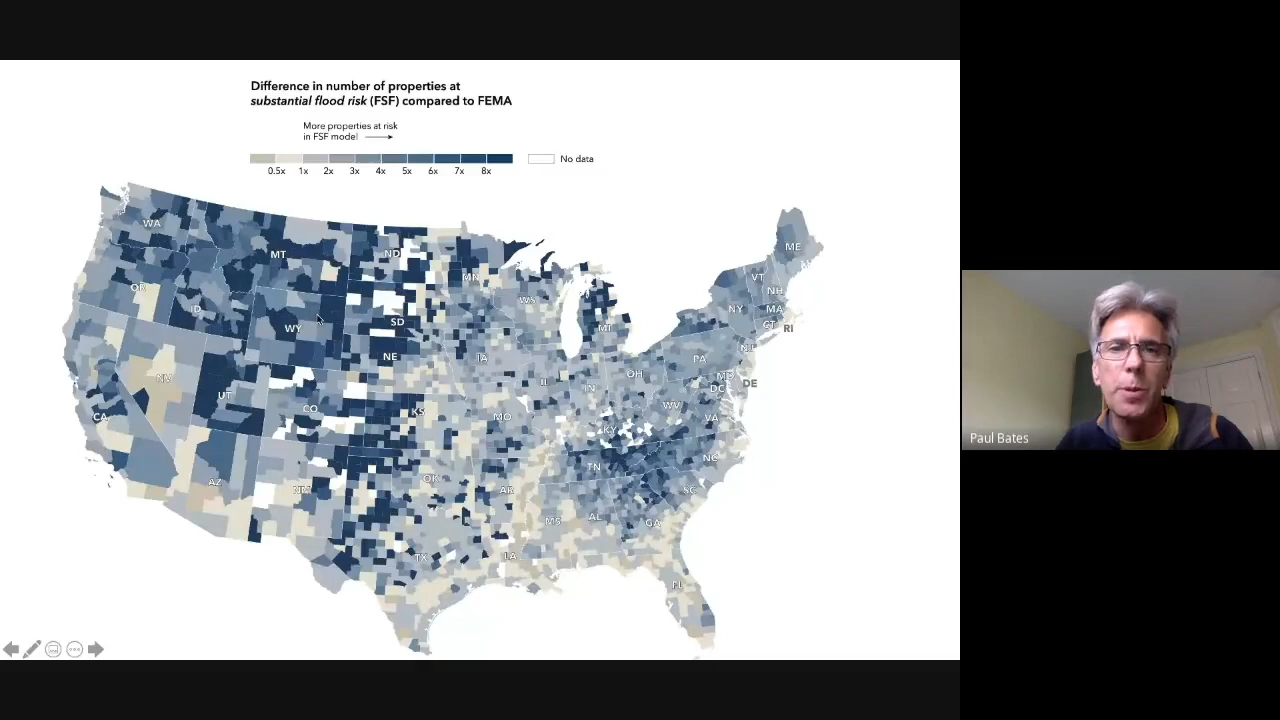 Difference in number of properties at
substantial flood risk (FSF) compared to FEMA
More properties at risk
in FSF model
0.5x 1x 2x 3x 4x 5x 6x 7x 8x
No data
WA
MT
ND
ME
MN
OR
VT
NH
ID
WY
SD
WS
MI
NY
MA
CT
RI
NE
IA
PA
NJ
NV
UT
CO
IL
IN
OH
MD
DE
DC
CA
KS
MO
WV
VA
KY
Paul Bates
AZ
NM
OK
AR
TN
NC
SC
MS
AL
GA
TX
LA
FL